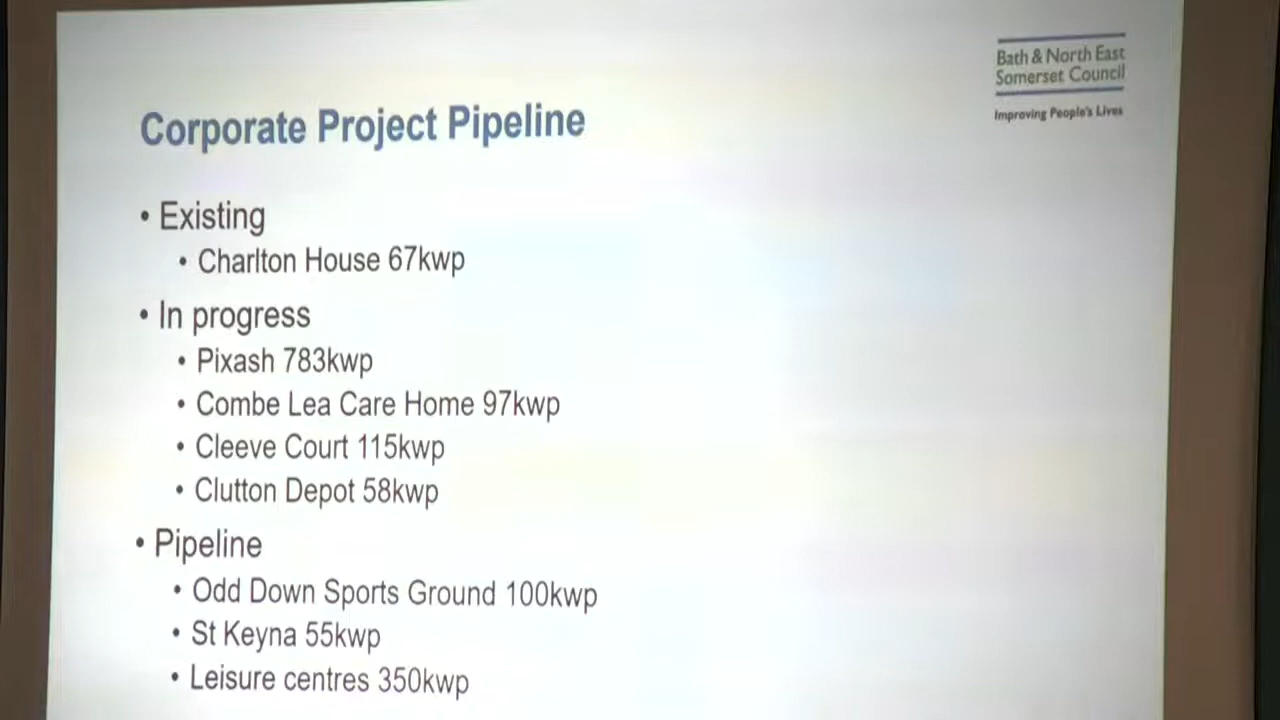 Bath & North East
Somerset Council
Improving People's Lives
Corporate Project Pipeline
• Existing
• Charlton House 67kwp
• In progress
• Pixash 783kwp
• Combe Lea Care Home 97kwp
• Cleeve Court 115kwp
• Clutton Depot 58kwp
• Pipeline
• Odd Down Sports Ground 100kwp
• St Keyna 55kwp
• Leisure centres 350kwp